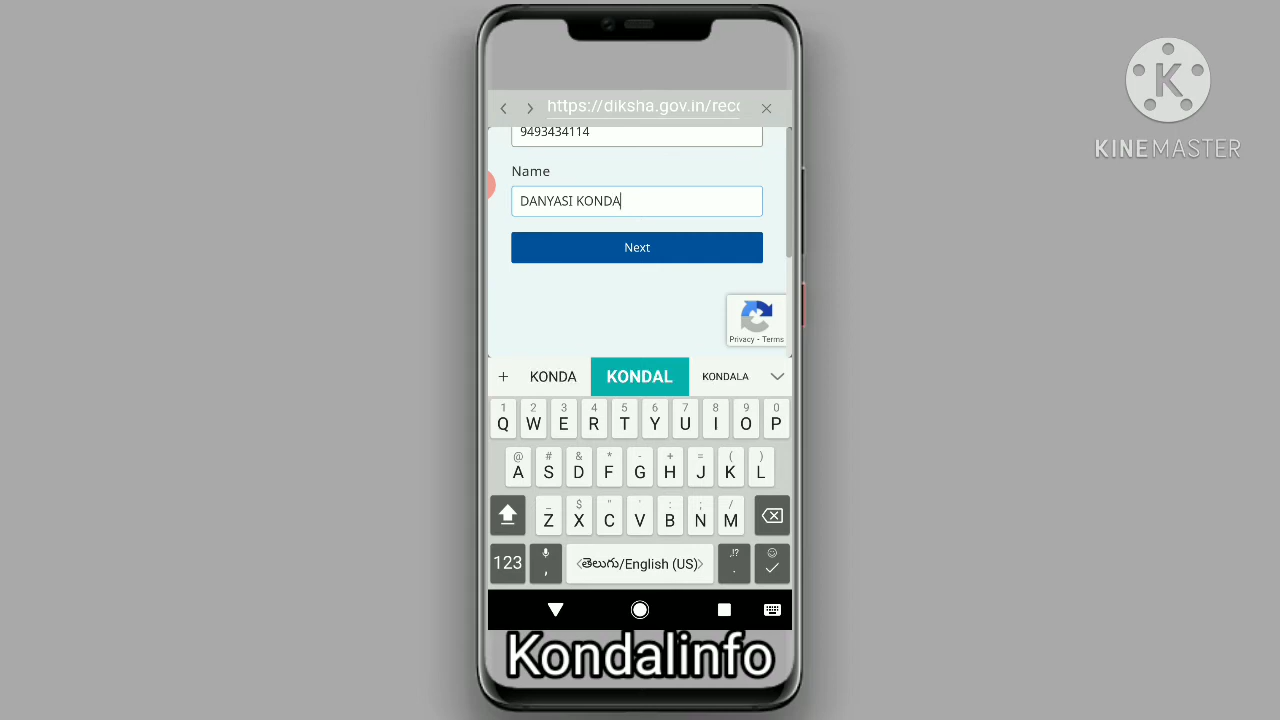 https://diksha.gov.in/reco
9493434114
Name
DANYASI KONDA
Next
Privacy - Terms
+ KONDA KONDAL KONDALA
1 2 3 4 5 6 7 8 9 0
Q W E R T Y U I O P
@ # & * - + = ( )
A S D F G H J K L
_ $ " ' : ; /
Z X C V B N M
123 , తెలుగు/English (US) ,!? .
Kondalinfo
K
KINEMASTER